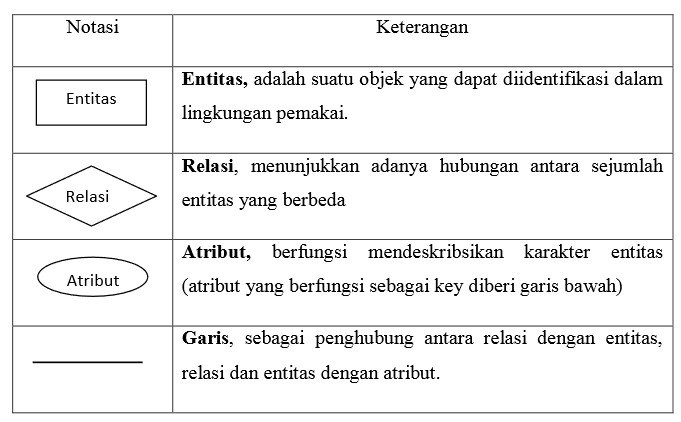 Notasi
Keterangan
Entitas
Entitas, adalah suatu objek yang dapat diidentifikasi dalam
lingkungan pemakai.
Relasi
Relasi, menunjukkan adanya hubungan antara sejumlah
entitas yang berbeda
Atribut
Atribut, berfungsi mendeskribsikan karakter entitas
(atribut yang berfungsi sebagai key diberi garis bawah)
Garis, sebagai penghubung antara relasi dengan entitas,
relasi dan entitas dengan atribut.